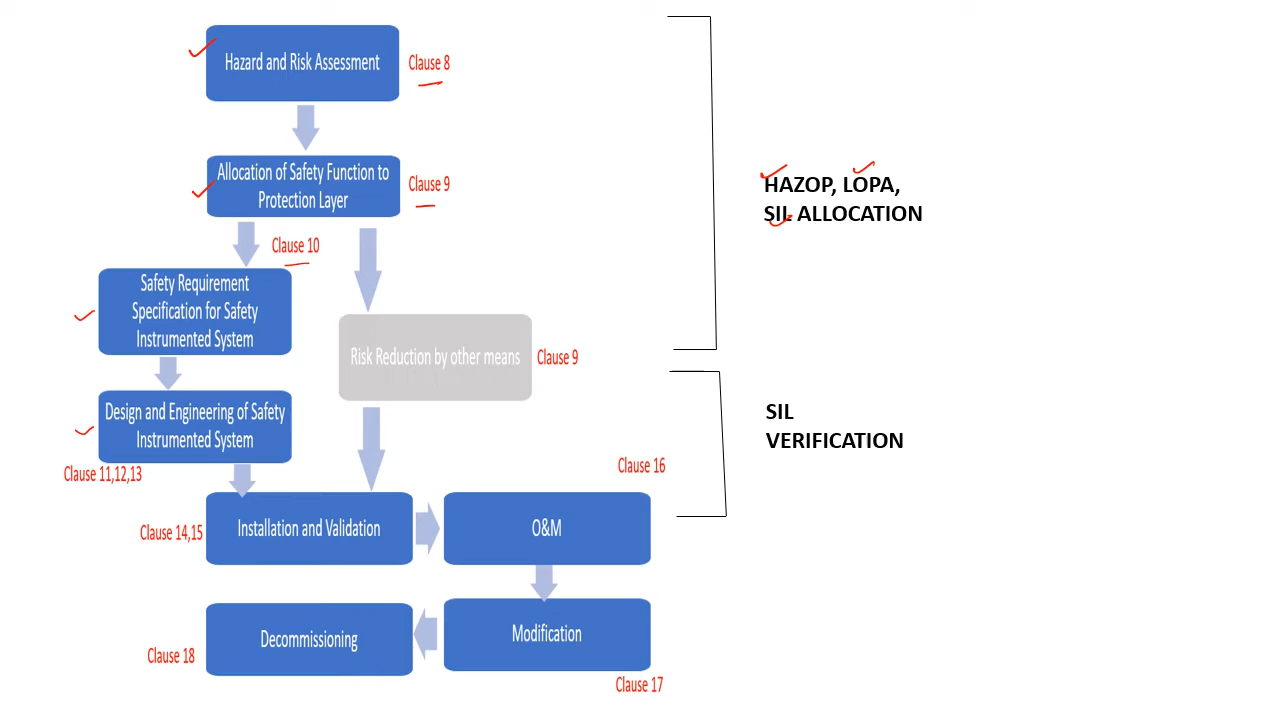 Hazard and Risk Assessment
Clause 8
Allocation of Safety Function to
Protection Layer
Clause 9
HAZOP, LOPA,
SIL ALLOCATION
Clause 10
Safety Requirement
Specification for Safety
Instrumented System
Risk Reduction by other means
Clause 9
Design and Engineering of Safety
Instrumented System
Clause 11,12,13
SIL
VERIFICATION
Clause 16
Clause 14,15
Installation and Validation
O&M
Decommissioning
Modification
Clause 18
Clause 17